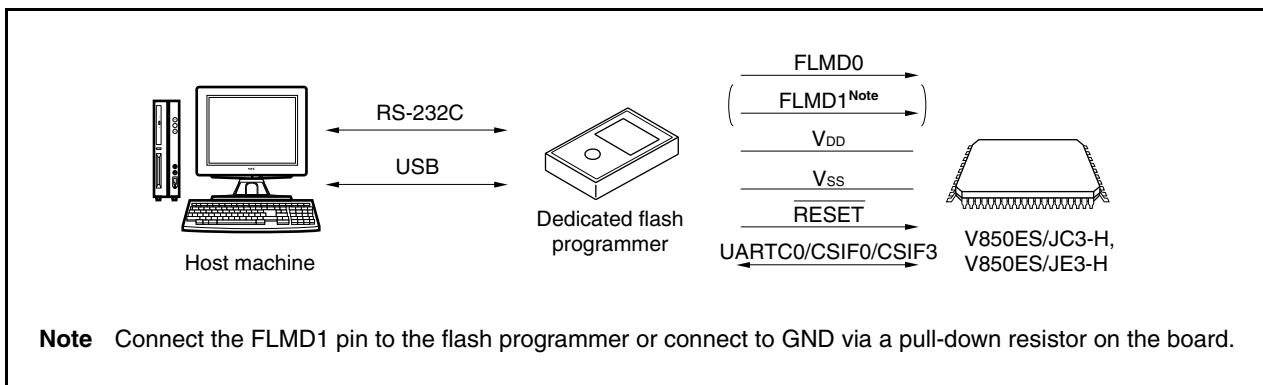 FLMD0
FLMD1Note
RS-232C
VDD
USB
VSS
RESET
Dedicated flash
programmer
UARTC0/CSIF0/CSIF3
V850ES/JC3-H,
V850ES/JE3-H
Host machine
Note Connect the FLMD1 pin to the flash programmer or connect to GND via a pull-down resistor on the board.